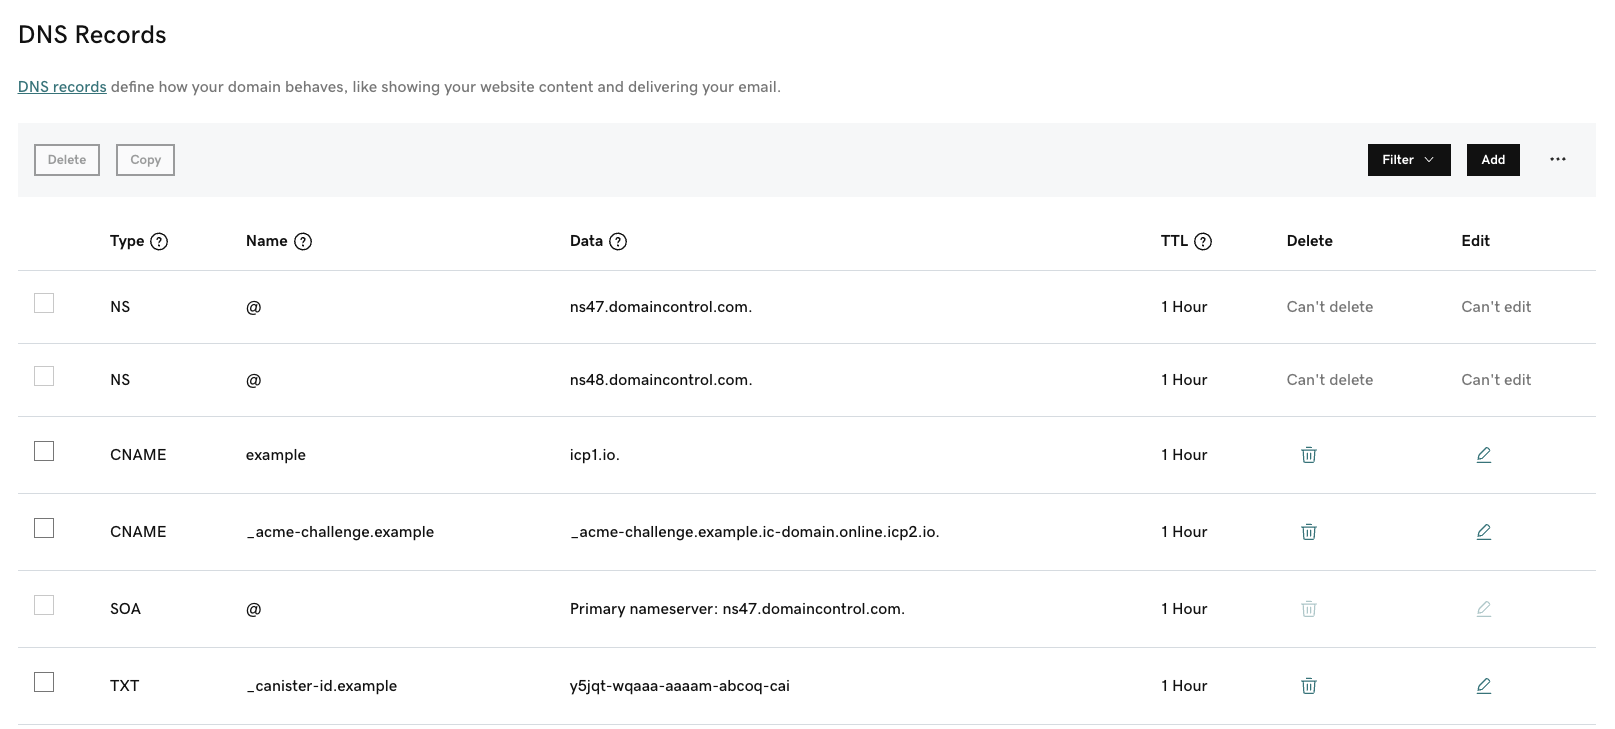 DNS Records
DNS records define how your domain behaves, like showing your website content and delivering your email.
Delete Copy Filter Add ...
Type ? Name ? Data ? TTL ? Delete Edit
NS @ ns47.domaincontrol.com. 1 Hour Can't delete Can't edit
NS @ ns48.domaincontrol.com. 1 Hour Can't delete Can't edit
CNAME example icp1.io. 1 Hour
CNAME _acme-challenge.example _acme-challenge.example.ic-domain.online.icp2.io. 1 Hour
SOA @ Primary nameserver: ns47.domaincontrol.com. 1 Hour
TXT _canister-id.example y5jqt-wqaaa-aaaam-abcoq-cai 1 Hour